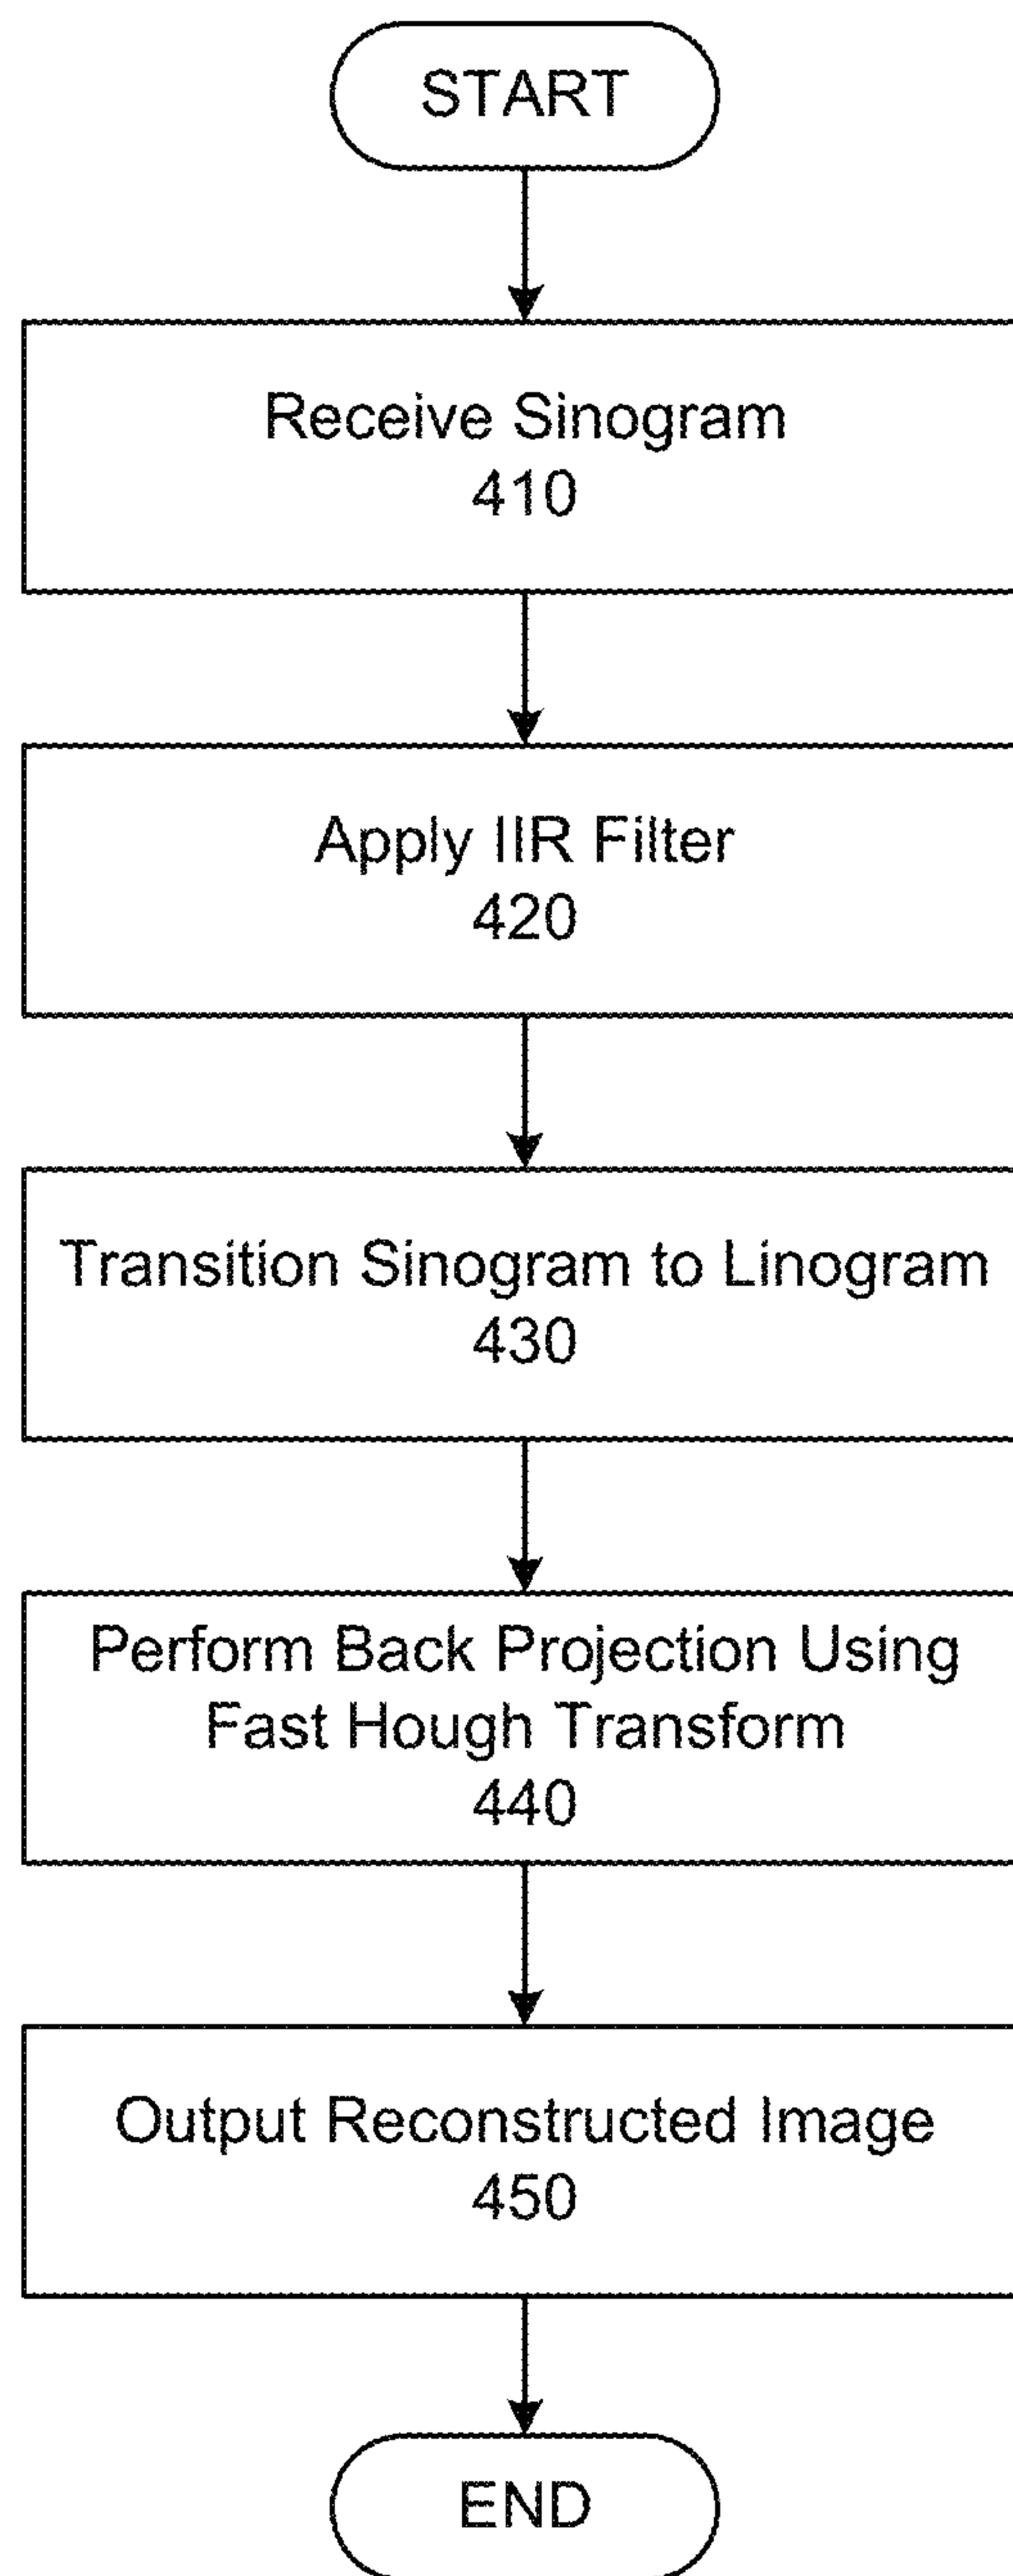 START
Receive Sinogram
410
Apply IIR Filter
420
Transition Sinogram to Linogram
430
Perform Back Projection Using
Fast Hough Transform
440
Output Reconstructed Image
450
END